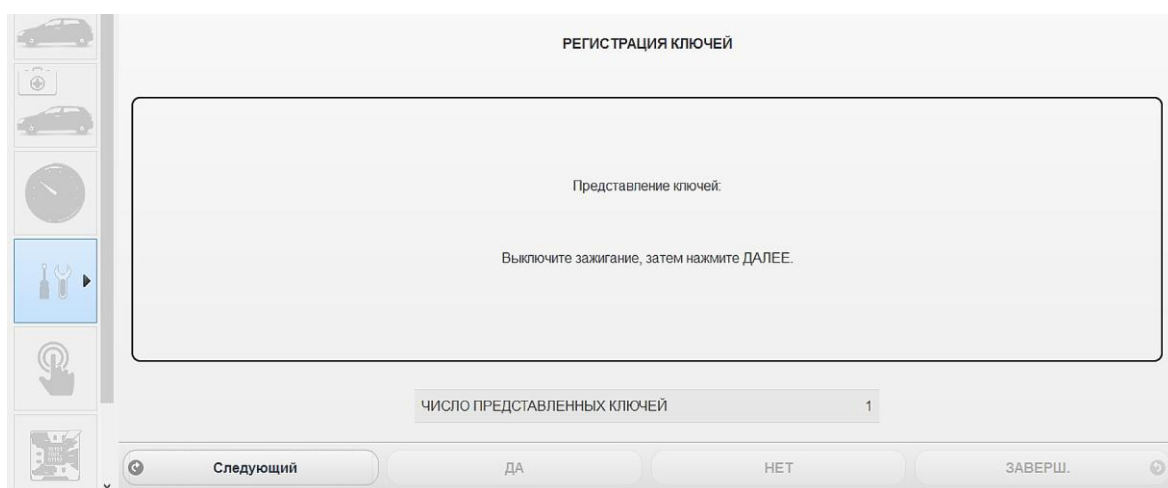 РЕГИСТРАЦИЯ КЛЮЧЕЙ
Представление ключей:
Выключите зажигание, затем нажмите ДАЛЕЕ.
ЧИСЛО ПРЕДСТАВЛЕННЫХ КЛЮЧЕЙ 1
Следующий ДА НЕТ ЗАВЕРШ.